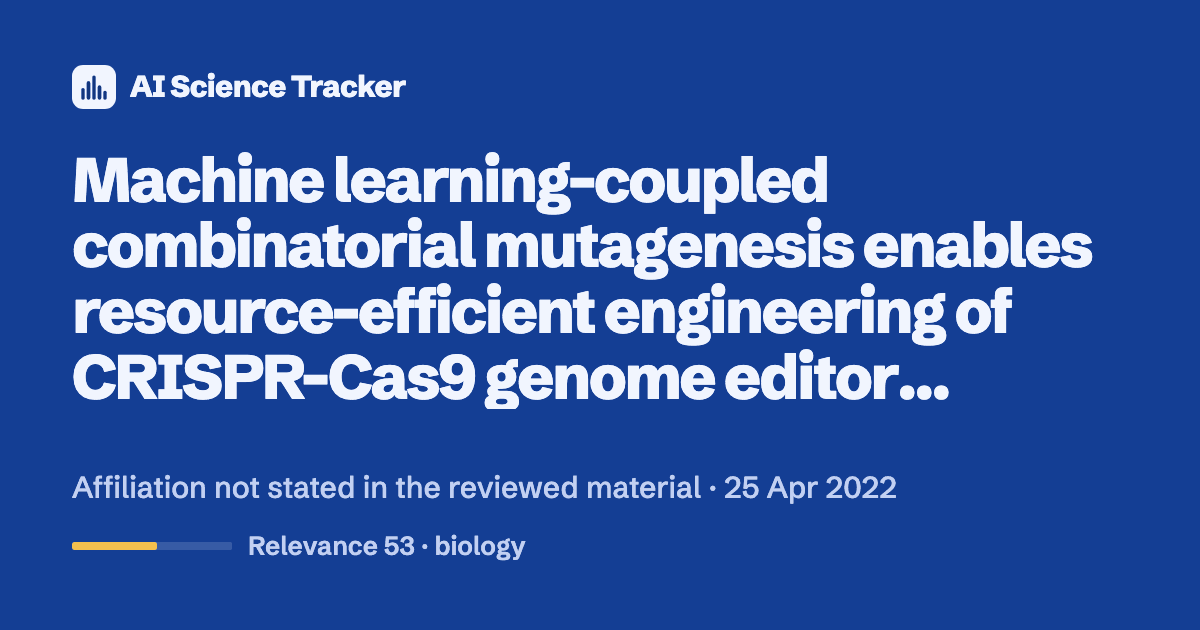 AI Science Tracker
Machine learning-coupled
combinatorial mutagenesis enables
resource-efficient engineering of
CRISPR-Cas9 genome editor...
Affiliation not stated in the reviewed material · 25 Apr 2022
Relevance 53 · biology